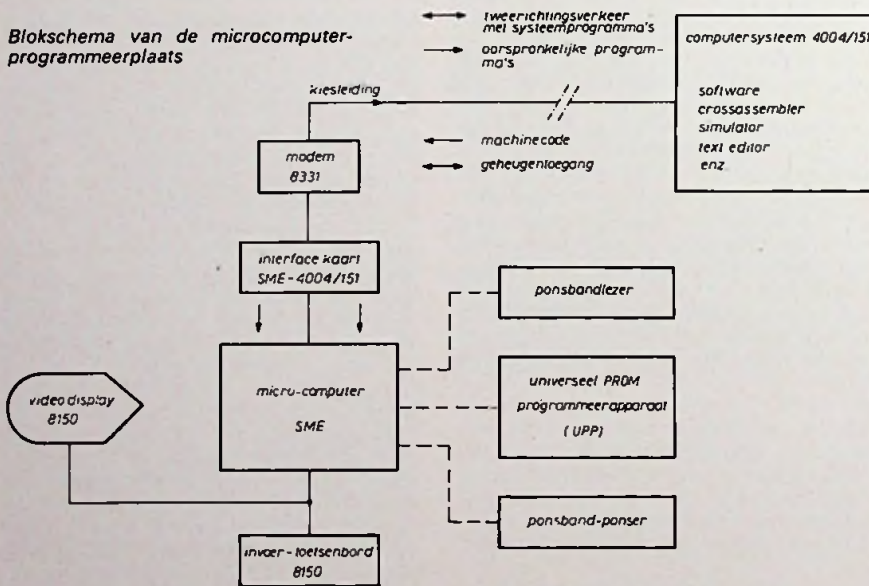 Blokschema van de microcomputer-
programmeerplaats
tweerichtingsverkeer
met systeemprogramma's
oorspronkelijke program-
ma's
kiesleiding
machinecode
geheugentoegang
computersysteem 4004/151
software
crossassembler
simulator
text editor
enz.
modem
8331
interface kaart
SME-4004/151
ponsbandlezer
micro-computer
SME
universeel PROM
programmeerapparaat
(UPP)
video display
8150
ponsband-ponser
invoer-toetsenbord
8150